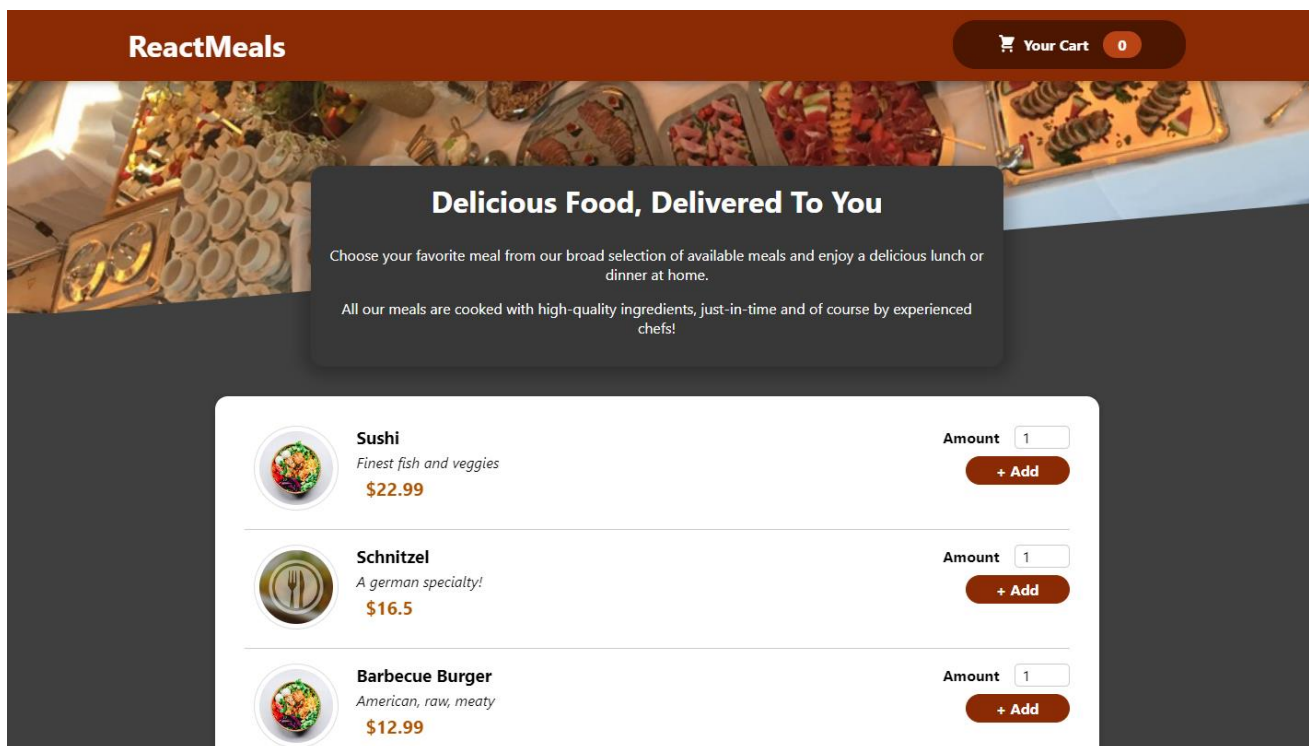 ReactMeals
Your Cart 0
Delicious Food, Delivered To You
Choose your favorite meal from our broad selection of available meals and enjoy a delicious lunch or
dinner at home.
All our meals are cooked with high-quality ingredients, just-in-time and of course by experienced
chefs!
Sushi
Finest fish and veggies
$22.99
Amount 1
+ Add
Schnitzel
A german specialty!
$16.5
Amount 1
+ Add
Barbecue Burger
American, raw, meaty
$12.99
Amount 1
+ Add